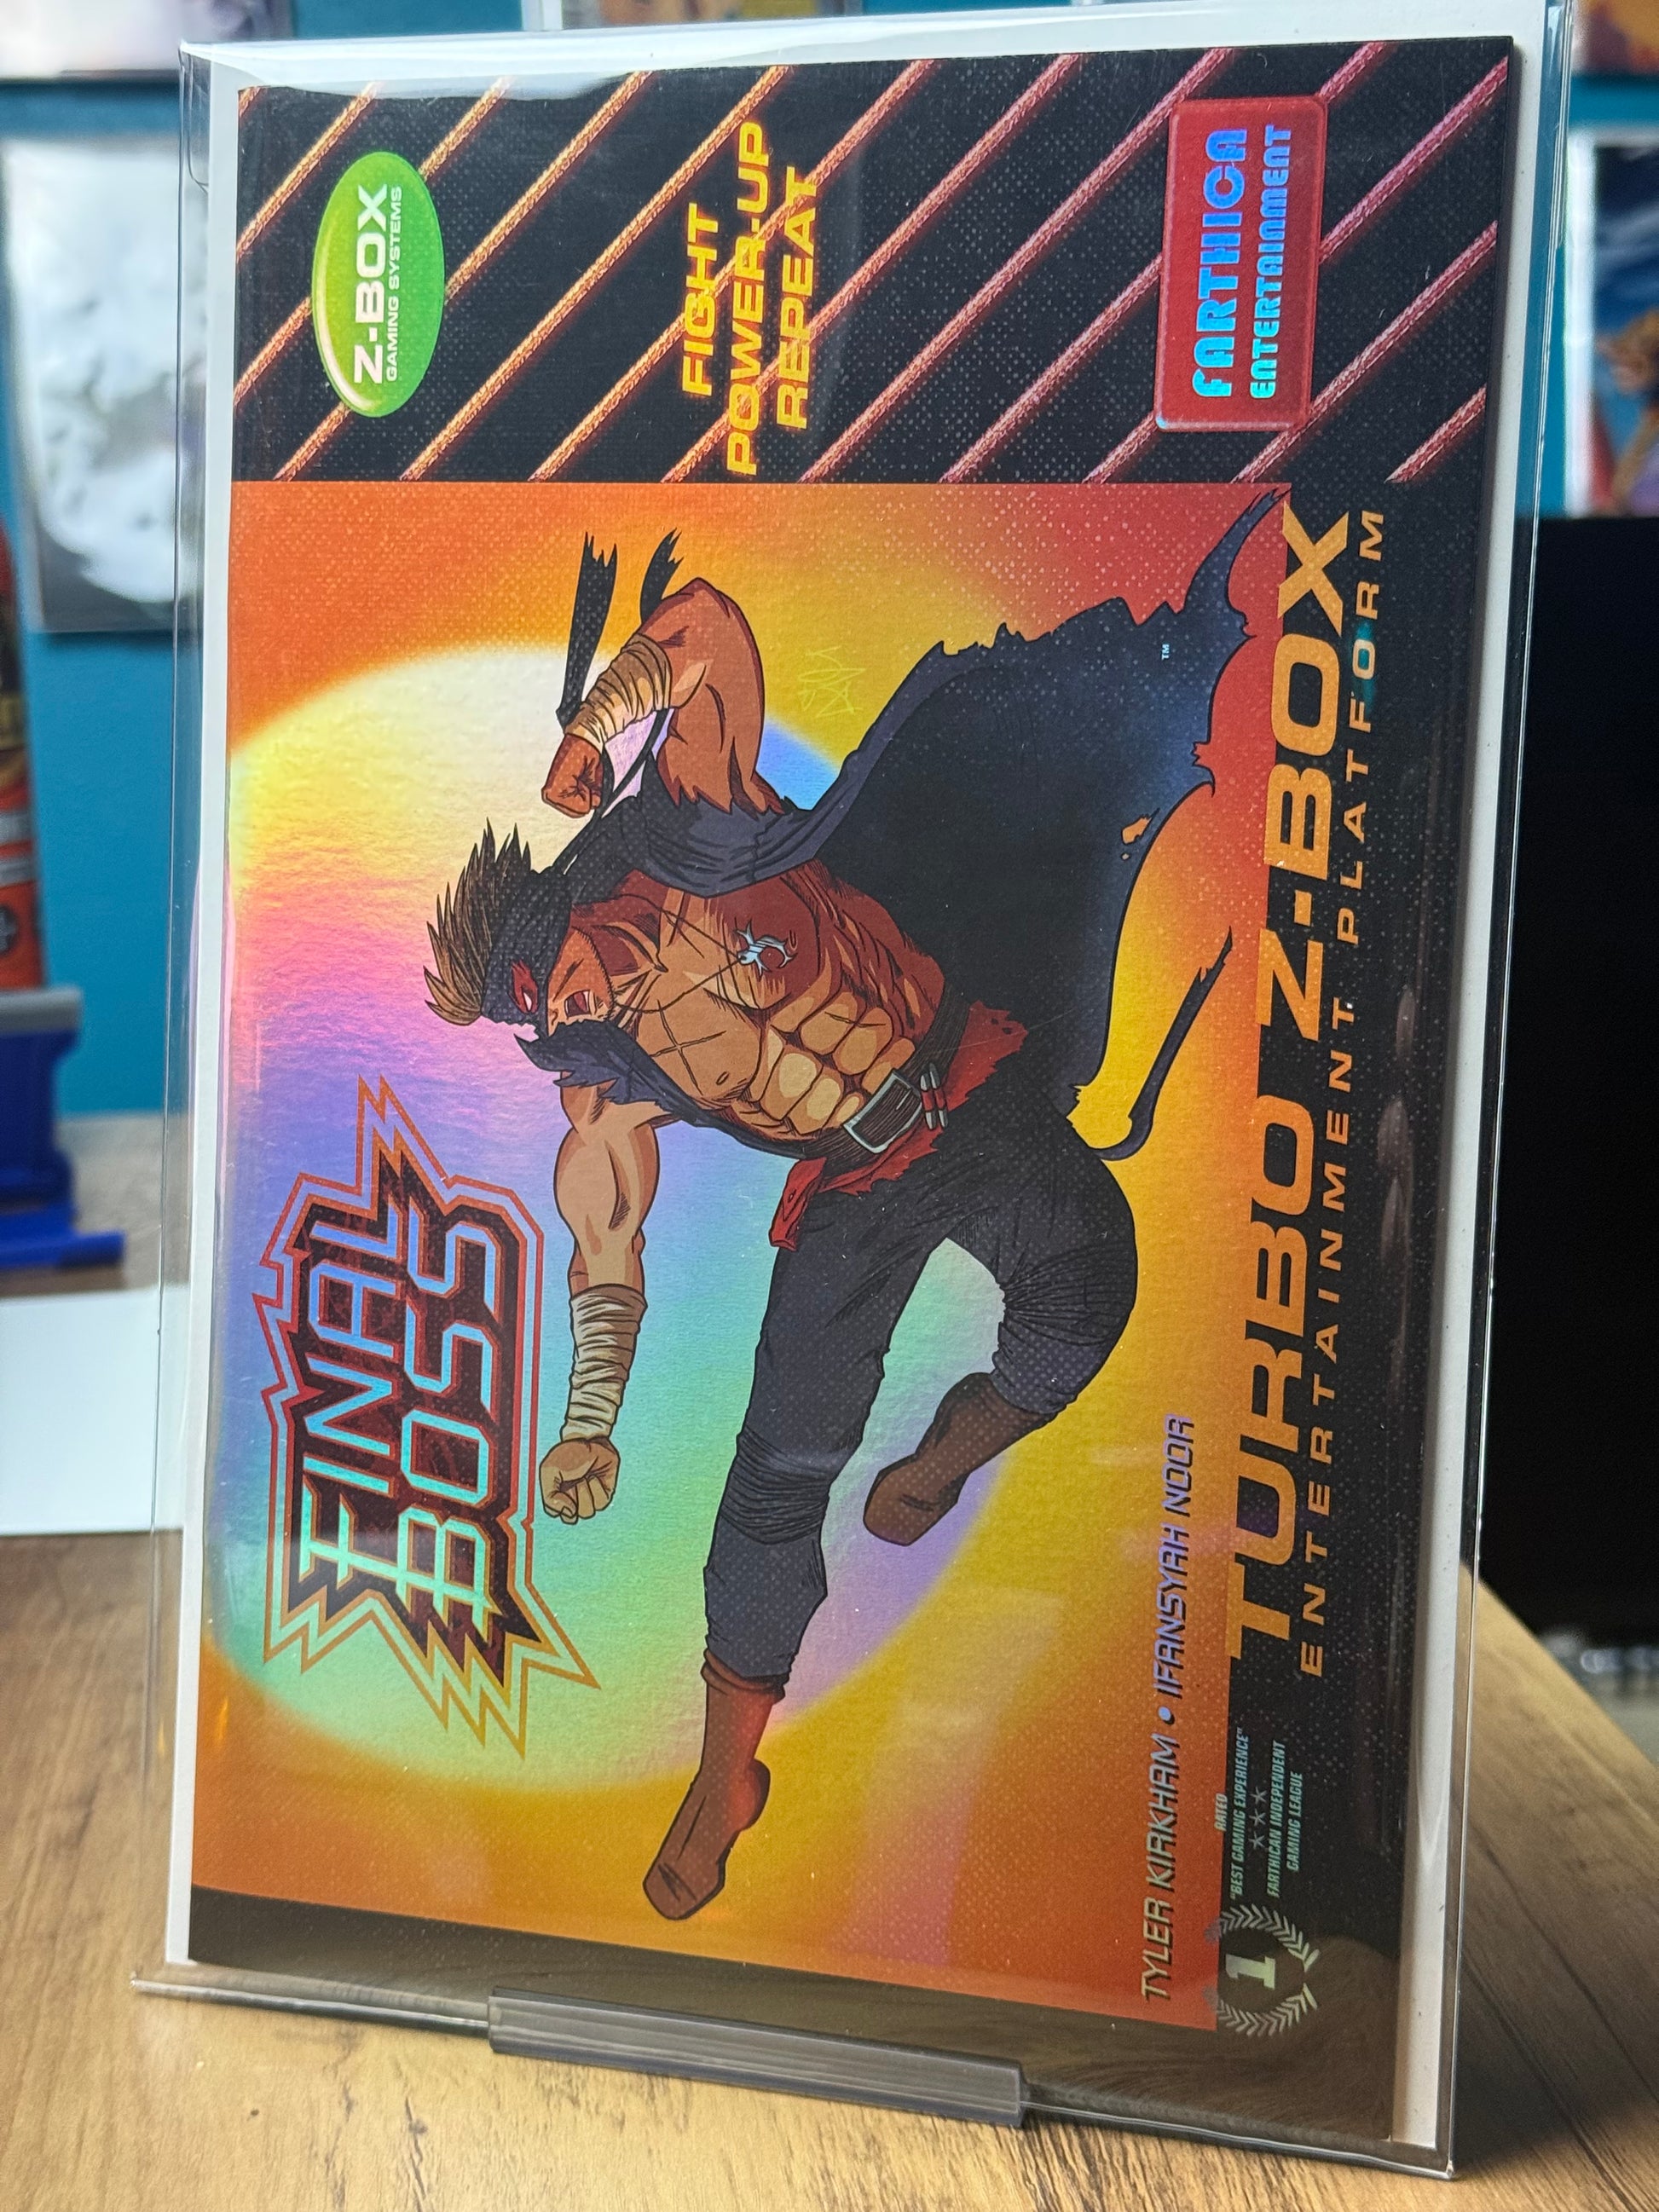 Z-BOX
GAMING SYSTEMS
FIGHT
POWER-UP
REPEAT
FARTHICA
ENTERTAINMENT
FINAL
BOSS
TM
TYLER KIRKHAM • IFANSYAH NOOR
TURBO Z-BOX
ENTERTAINMENT PLATFORM
1
RATED
"BEST GAMING EXPERIENCE"
FARTHICAN INDEPENDENT
GAMING LEAGUE